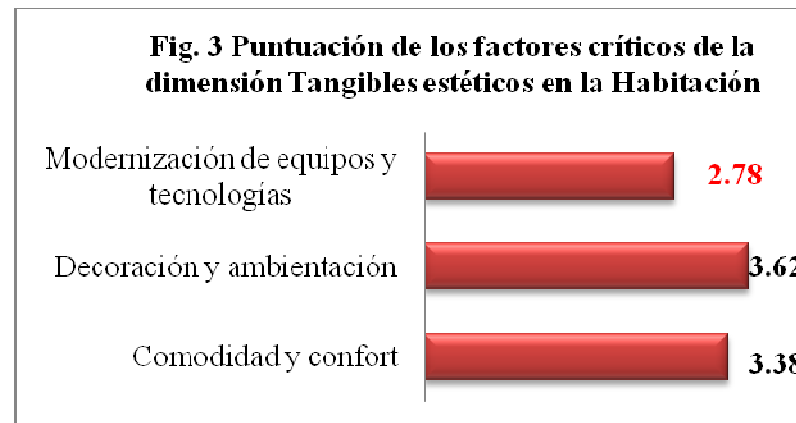 Fig. 3 Puntuación de los factores críticos de la
dimensión Tangibles estéticos en la Habitación
Modernización de equipos y
tecnologías
2.78
Decoración y ambientación
3.62
Comodidad y confort
3.38